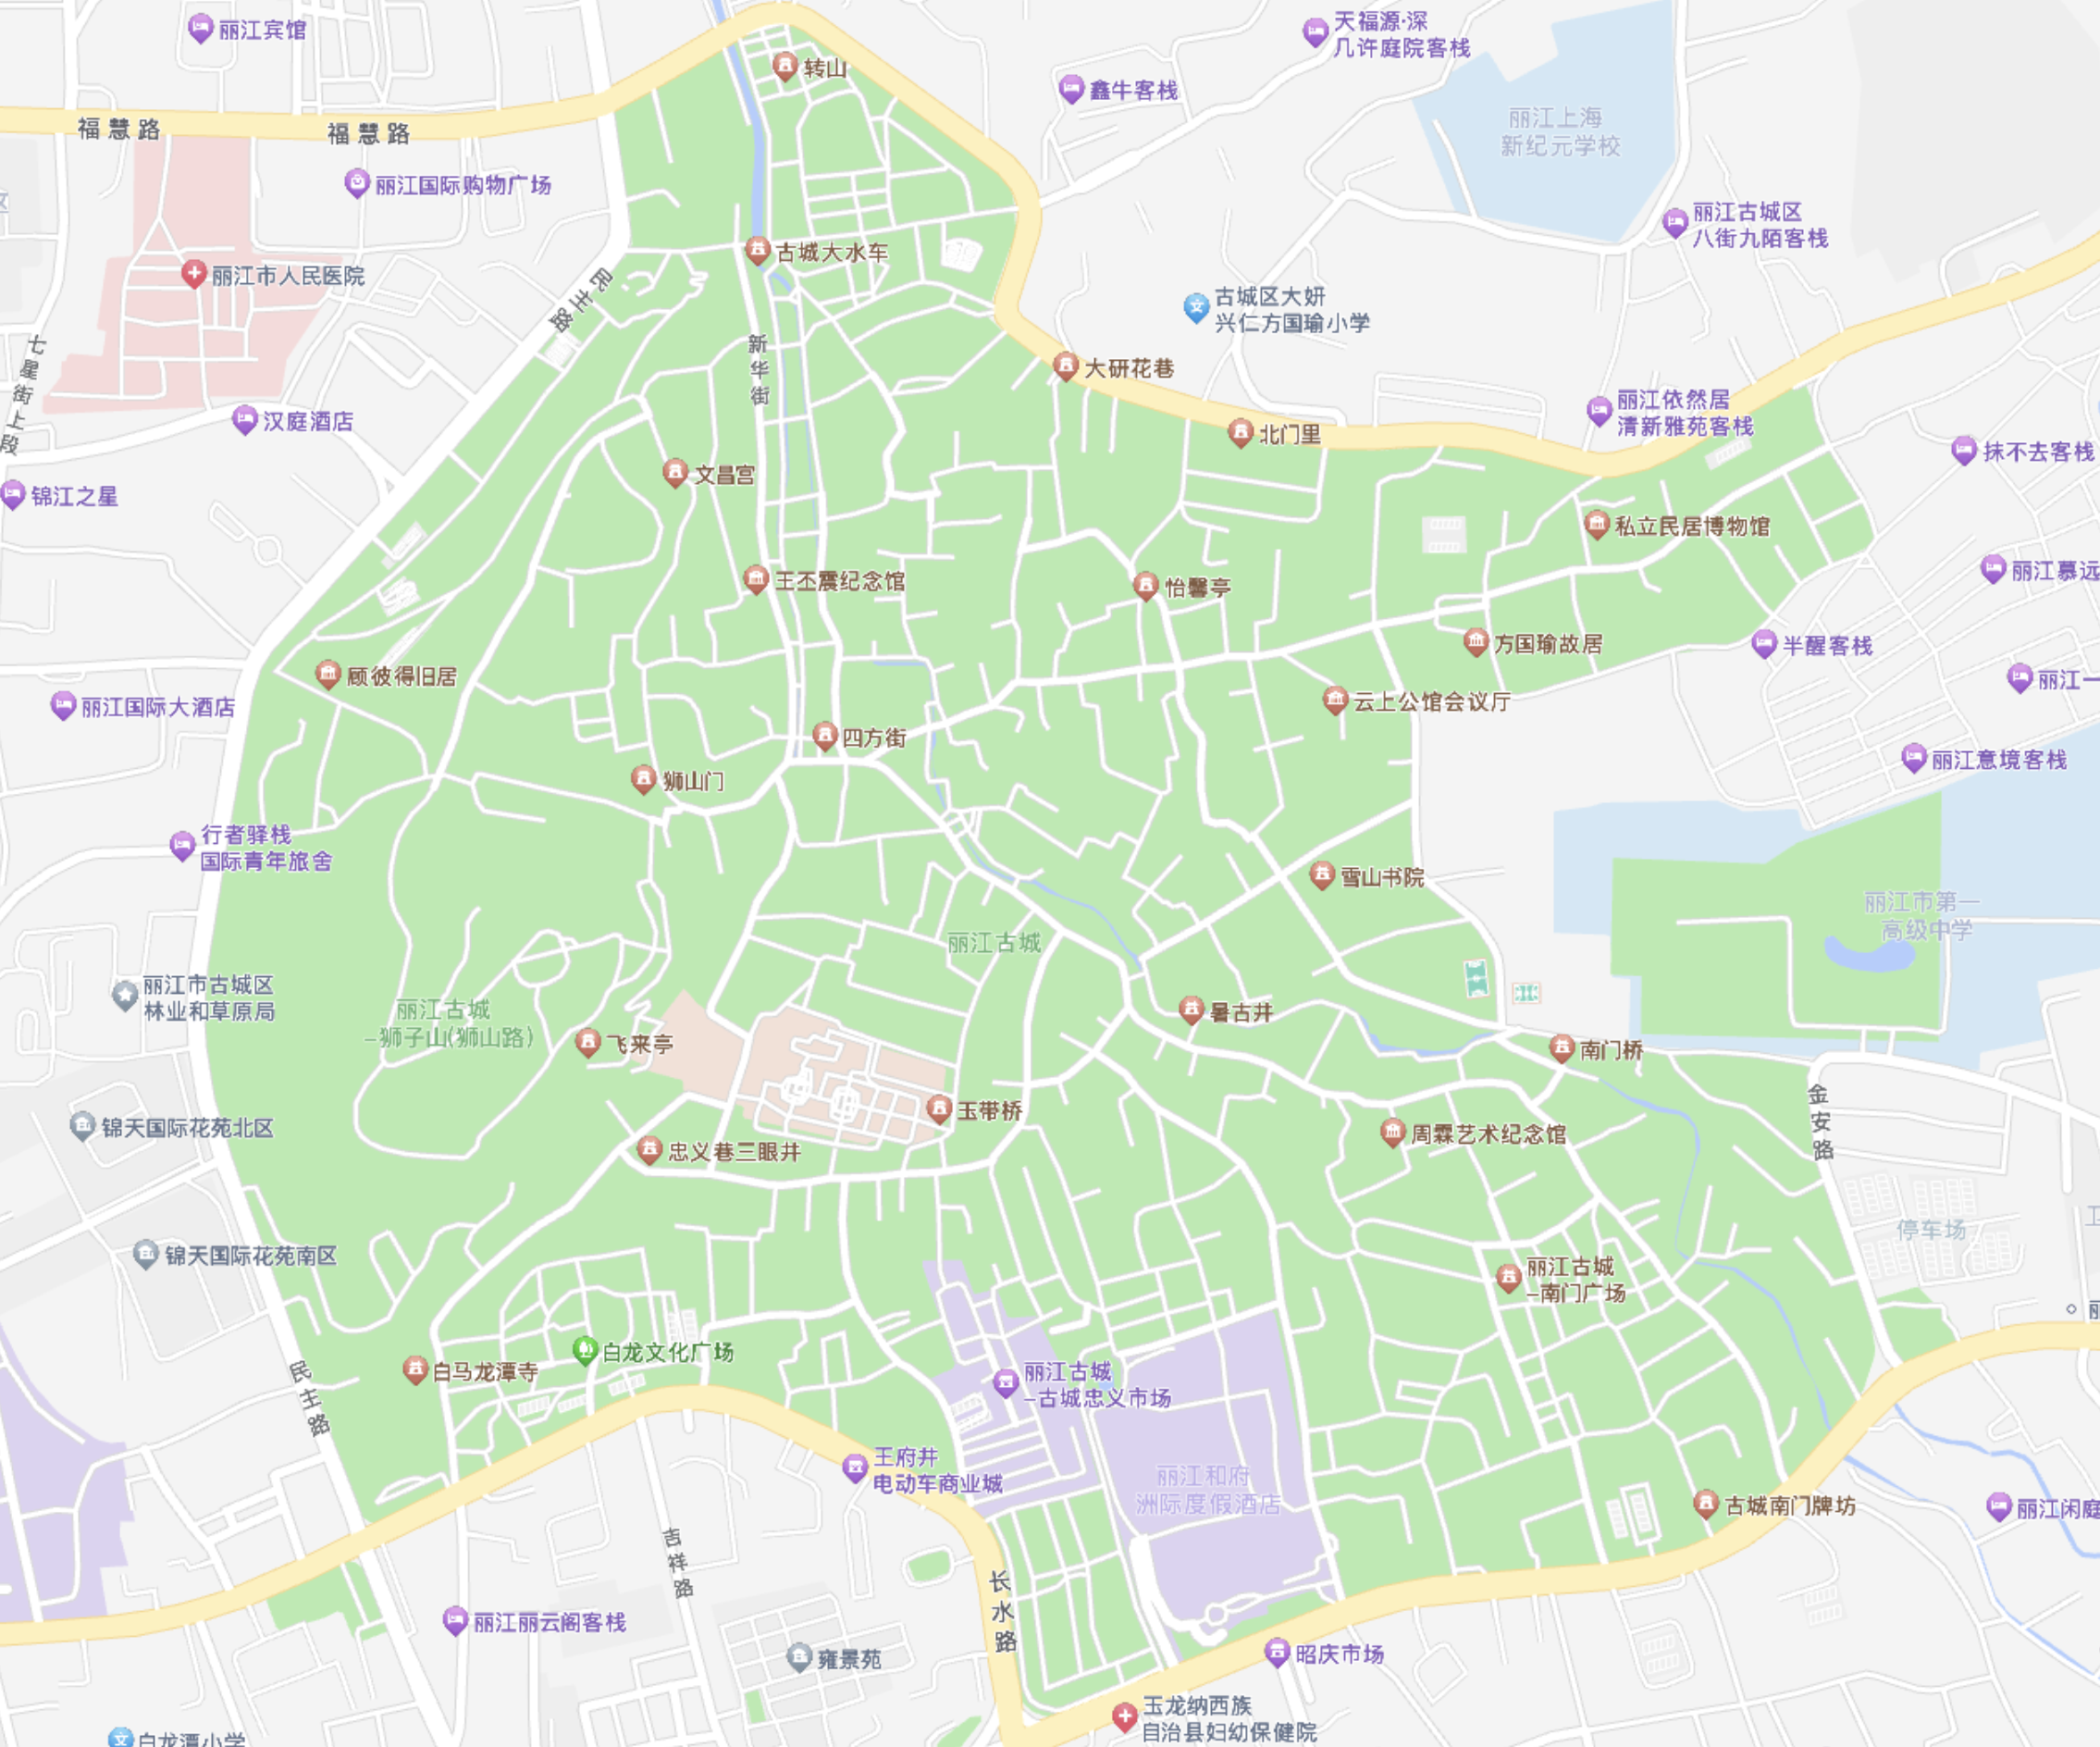 丽江宾馆
转山
天福源·深
几许庭院客栈
鑫牛客栈
福慧路
福慧路
丽江上海
新纪元学校
丽江国际购物广场
丽江古城区
八街九陌客栈
古城大水车
丽江市人民医院
民主路
古城区大妍
兴仁方国瑜小学
七星街上段
新华街
大研花巷
丽江依然居
清新雅苑客栈
汉庭酒店
北门里
抹不去客栈
文昌宫
锦江之星
私立民居博物馆
王丕震纪念馆
怡馨亭
丽江慕远
方国瑜故居
半醒客栈
顾彼得旧居
丽江一
丽江国际大酒店
云上公馆会议厅
四方街
丽江意境客栈
狮山门
行者驿栈
国际青年旅舍
雪山书院
丽江市第一
高级中学
丽江古城
丽江市古城区
林业和草原局
丽江古城
-狮子山(狮山路)
暑古井
飞来亭
南门桥
玉带桥
金安路
锦天国际花苑北区
周霖艺术纪念馆
忠义巷三眼井
停车场
锦天国际花苑南区
丽江古城
-南门广场
白龙文化广场
白马龙潭寺
丽江古城
-古城忠义市场
民主路
王府井
电动车商业城
丽江和府
洲际度假酒店
古城南门牌坊
丽江闲庭
吉祥路
长水路
丽江丽云阁客栈
雍景苑
昭庆市场
玉龙纳西族
自治县妇幼保健院
白龙潭小学